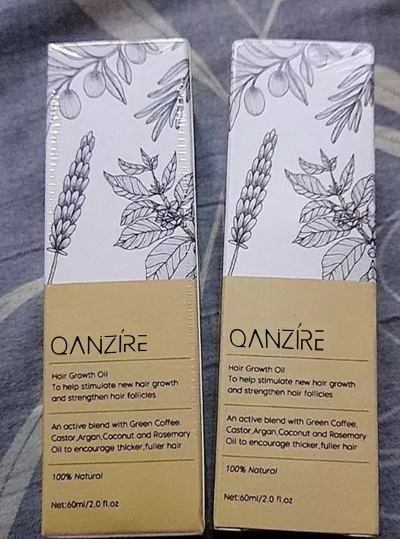 QANZIRE
Hair Growth Oil
To help stimulate new hair growth
and strengthen hair follicles
An active blend with Green Coffee,
Castor,Argan,Coconut and Rosemary
Oil to encourage thicker,fuller hair
100% Natural
Net:60ml/2.0 fl.oz
QANZIRE
Hair Growth Oil
To help stimulate new hair growth
and strengthen hair follicles
An active blend with Green Coffee,
Castor,Argan,Coconut and Rosemary
Oil to encourage thicker,fuller hair
100% Natural
Net:60ml/2.0 fl.oz